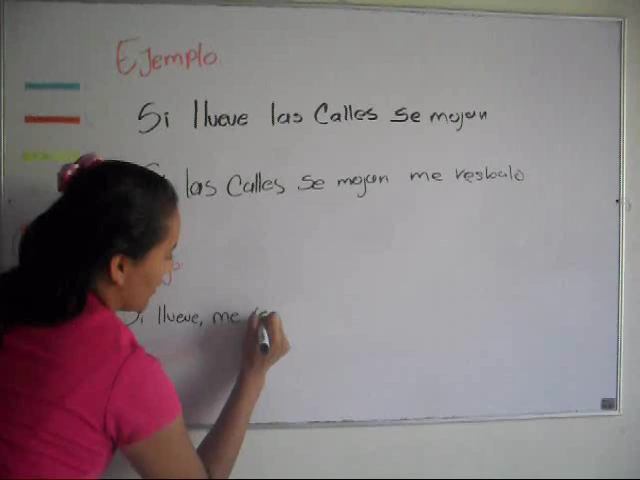 Ejemplo
Si llueve las Calles se mojan
las Calles se mojan me resbalo
llueve, me